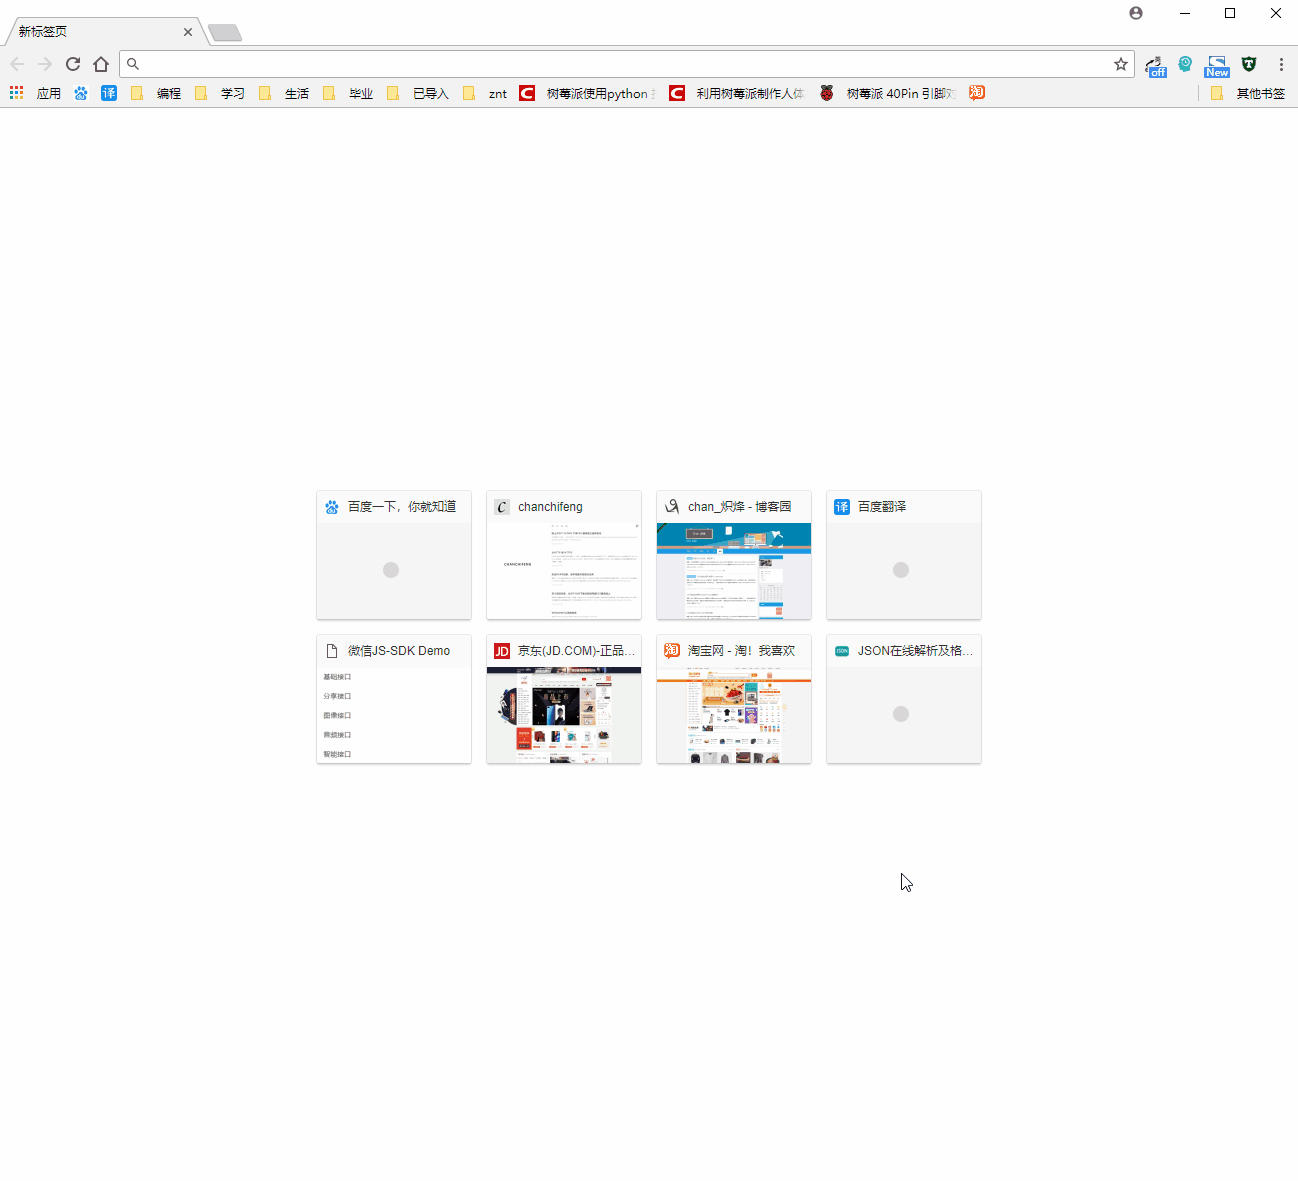 新标签页
off
New
应用
译
编程
学习
生活
毕业
已导入
znt
C
树莓派使用python
C
利用树莓派制作人体
树莓派 40Pin 引脚对
淘
其他书签
百度一下，你就知道
C chanchifeng
chan_炽烽 - 博客园
译 百度翻译
CHANCHIFENG
微信JS-SDK Demo
JD 京东(JD.COM)-正品...
淘 淘宝网 - 淘！我喜欢
JSON JSON在线解析及格...
基础接口
分享接口
图像接口
音频接口
智能接口